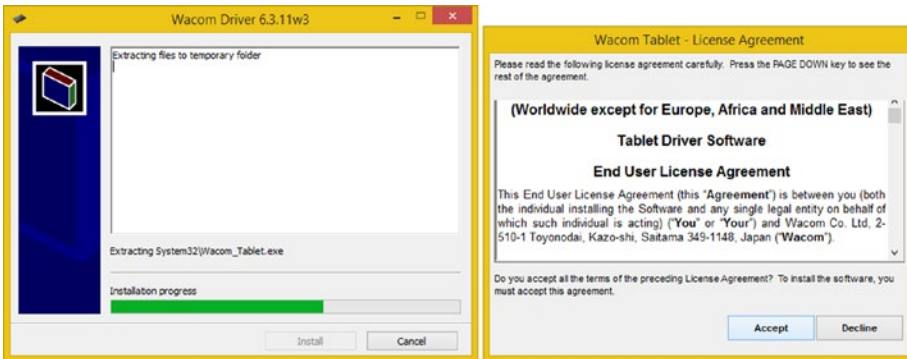 Wacom Driver 6.3.11w3
Extracting files to temporary folder
Extracting System32\Wacom_Tablet.exe
Installation progress
Install
Cancel
Wacom Tablet - License Agreement
Please read the following license agreement carefully. Press the PAGE DOWN key to see the
rest of the agreement.
(Worldwide except for Europe, Africa and Middle East)
Tablet Driver Software
End User License Agreement
This End User License Agreement (this "Agreement") is between you (both
the individual installing the Software and any single legal entity on behalf of
which such individual is acting) ("You" or "Your") and Wacom Co. Ltd, 2-
510-1 Toyonodai, Kazo-shi, Saitama 349-1148, Japan ("Wacom").
Do you accept all the terms of the preceding License Agreement? To install the software, you
must accept this agreement.
Accept
Decline